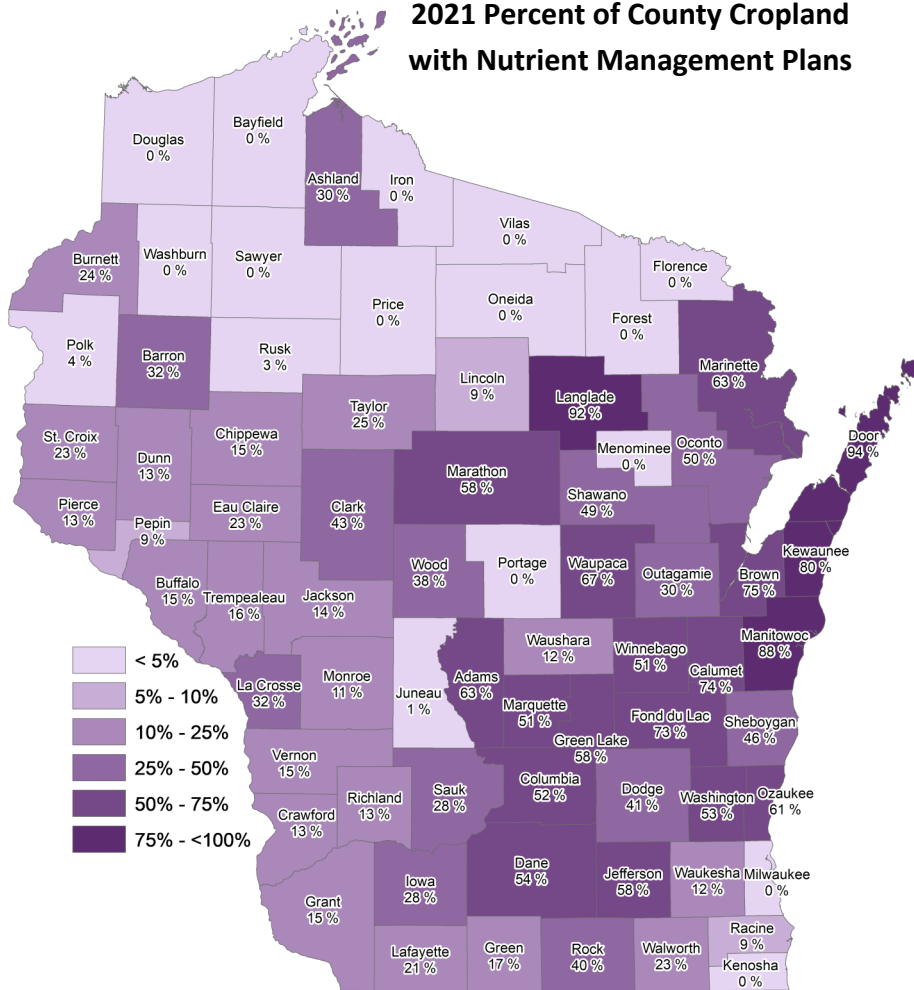 2021 Percent of County Cropland
with Nutrient Management Plans
Douglas
0 %
Bayfield
0 %
Ashland
30 %
Iron
0 %
Vilas
0 %
Burnett
24 %
Washburn
0 %
Sawyer
0 %
Price
0 %
Oneida
0 %
Forest
0 %
Florence
0 %
Marinette
63 %
Polk
4 %
Barron
32 %
Rusk
3 %
Lincoln
9 %
Langlade
92 %
Taylor
25 %
St. Croix
23 %
Dunn
13 %
Chippewa
15 %
Menominee
0 %
Oconto
50 %
Door
94 %
Marathon
58 %
Shawano
49 %
Pierce
13 %
Pepin
9 %
Eau Claire
23 %
Clark
43 %
Wood
38 %
Portage
0 %
Waupaca
67 %
Outagamie
30 %
Brown
75 %
Kewaunee
80 %
Buffalo
15 %
Trempealeau
16 %
Jackson
14 %
Waushara
12 %
Winnebago
51 %
Calumet
74 %
Manitowoc
88 %
La Crosse
32 %
Monroe
11 %
Juneau
1 %
Adams
63 %
Marquette
51 %
Green Lake
58 %
Fond du Lac
73 %
Sheboygan
46 %
Vernon
15 %
Crawford
13 %
Richland
13 %
Sauk
28 %
Columbia
52 %
Dodge
41 %
Washington
53 %
Ozaukee
61 %
Grant
15 %
Iowa
28 %
Dane
54 %
Jefferson
58 %
Waukesha
12 %
Milwaukee
0 %
Lafayette
21 %
Green
17 %
Rock
40 %
Walworth
23 %
Racine
9 %
Kenosha
0 %
< 5%
5% - 10%
10% - 25%
25% - 50%
50% - 75%
75% - <100%